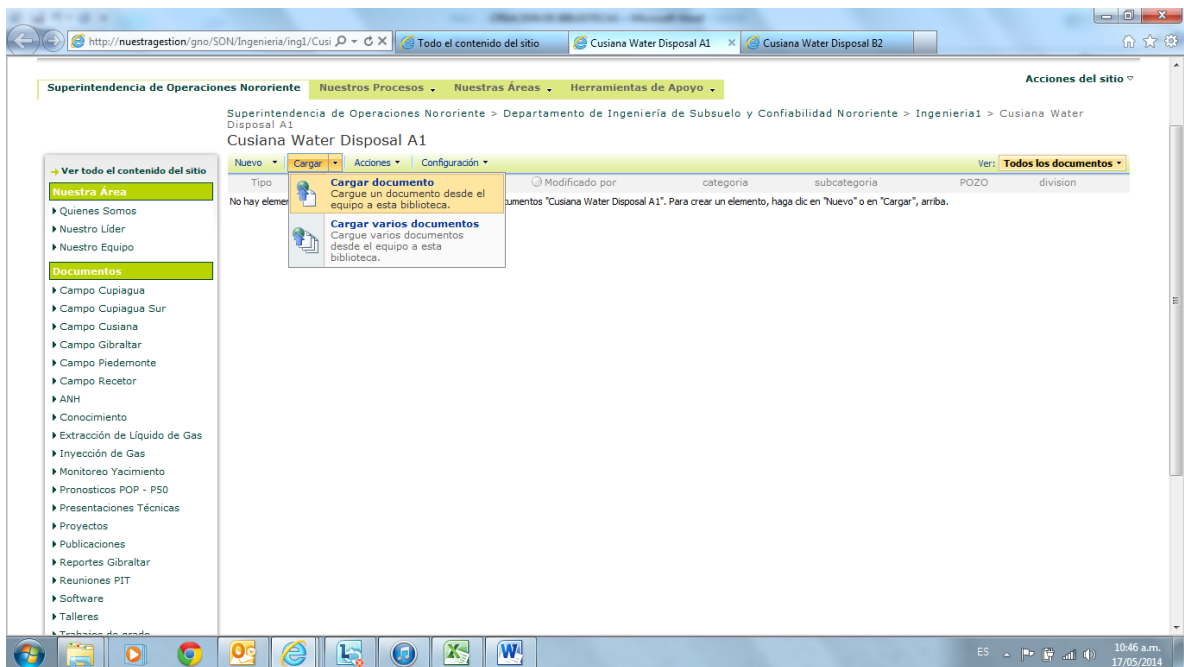 http://nuestragestion/gno/SON/Ingenieria/ing1/Cusi
Todo el contenido del sitio
Cusiana Water Disposal A1
Cusiana Water Disposal B2
Acciones del sitio
Superintendencia de Operaciones Nororiente
Nuestros Procesos
Nuestras Áreas
Herramientas de Apoyo
Superintendencia de Operaciones Nororiente > Departamento de Ingeniería de Subsuelo y Confiabilidad Nororiente > Ingenieria1 > Cusiana Water
Disposal A1
Cusiana Water Disposal A1
Nuevo
Cargar
Acciones
Configuración
Ver: Todos los documentos
Tipo
Modificado por
categoria
subcategoria
POZO
division
No hay elemen
cumentos "Cusiana Water Disposal A1". Para crear un elemento, haga clic en "Nuevo" o en "Cargar", arriba.
Cargar documento
Cargue un documento desde el
equipo a esta biblioteca.
Cargar varios documentos
Cargue varios documentos
desde el equipo a esta
biblioteca.
Ver todo el contenido del sitio
Nuestra Área
Quienes Somos
Nuestro Líder
Nuestro Equipo
Documentos
Campo Cupiagua
Campo Cupiagua Sur
Campo Cusiana
Campo Gibraltar
Campo Piedemonte
Campo Recetor
ANH
Conocimiento
Extracción de Líquido de Gas
Inyección de Gas
Monitoreo Yacimiento
Pronosticos POP - P50
Presentaciones Técnicas
Proyectos
Publicaciones
Reportes Gibraltar
Reuniones PIT
Software
Talleres
Trabajos de grado
ES
10:46 a.m.
17/05/2014